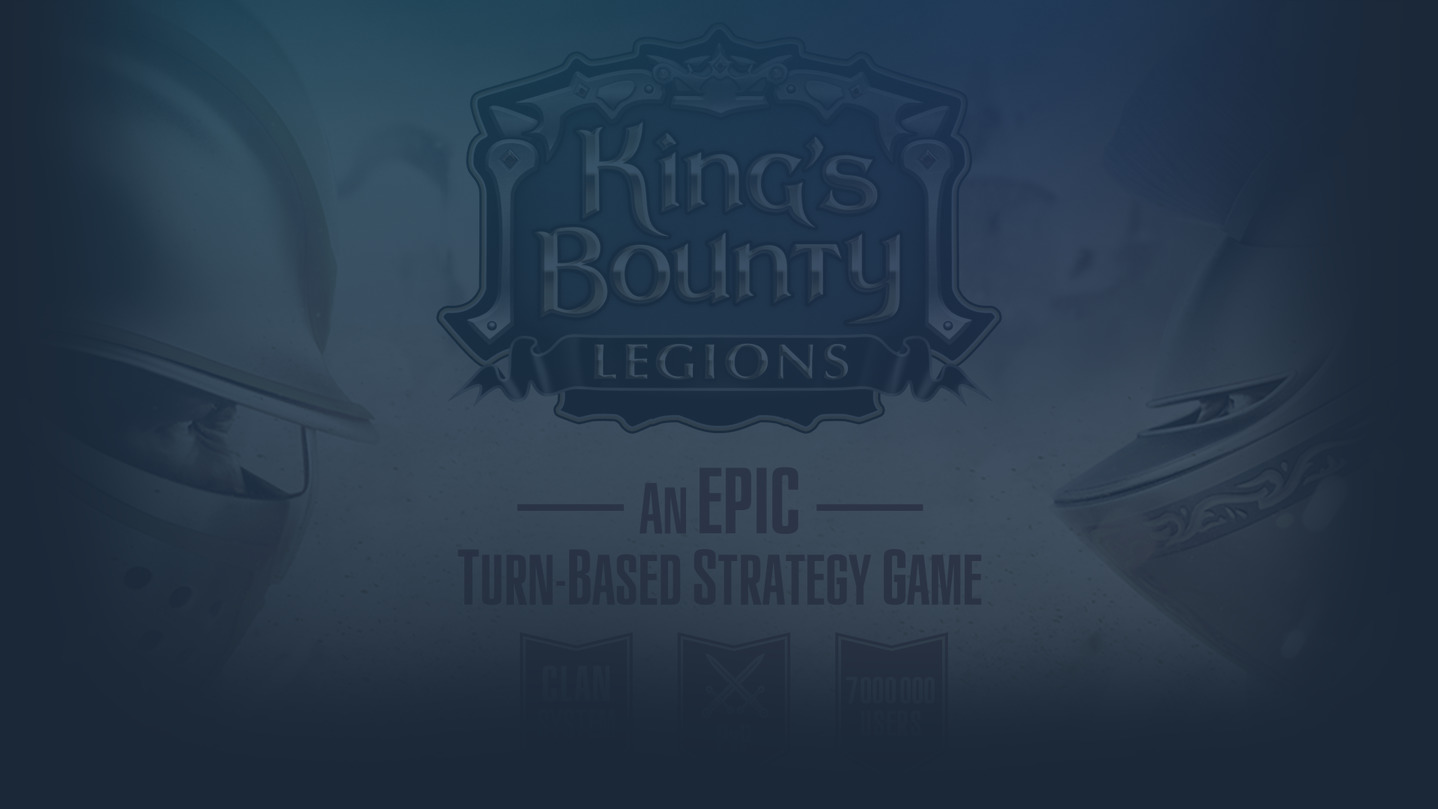 King's
Bounty
LEGIONS
AN EPIC
TURN-BASED STRATEGY GAME
CLAN
7 000 000
USERS